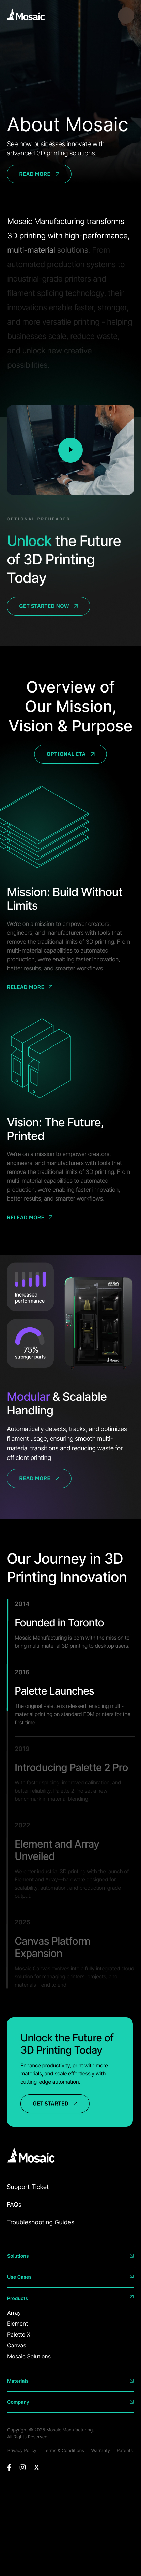 Mosaic
About Mosaic
See how businesses innovate with
advanced 3D printing solutions.
READ MORE
Mosaic Manufacturing transforms
3D printing with high-performance,
multi-material solutions. From
automated production systems to
industrial-grade printers and
filament splicing technology, their
innovations enable faster, stronger,
and more versatile printing - helping
businesses scale, reduce waste,
and unlock new creative
possibilities.
OPTIONAL PREHEADER
Unlock the Future
of 3D Printing
Today
GET STARTED NOW
Overview of
Our Mission,
Vision & Purpose
OPTIONAL CTA
Mission: Build Without
Limits
We're on a mission to empower creators,
engineers, and manufacturers with tools that
move the traditional limits of 3D printing. From
multi-material capabilities to automated
production, we're enabling faster innovation,
better results, and smarter workflows.
RELEAD MORE
Vision: The Future,
Printed
We're on a mission to empower creators,
engineers, and manufacturers with tools that
move the traditional limits of 3D printing. From
multi-material capabilities to automated
production, we're enabling faster innovation,
better results, and smarter workflows.
RELEAD MORE
Increased
performance
75%
stronger parts
ARRAY
Mosaic
Modular & Scalable
Handling
Automatically detects, tracks, and optimizes
filament usage, ensuring smooth multi-
material transitions and reducing waste for
efficient printing
READ MORE
Our Journey in 3D
Printing Innovation
2014
Founded in Toronto
Mosaic Manufacturing is born with the mission to
bring multi-material 3D printing to desktop users.
2016
Palette Launches
The original Palette is released, enabling multi-
material printing on standard FDM printers for the
first time.
2019
Introducing Palette 2 Pro
With faster splicing, improved calibration, and
better reliability, Palette 2 Pro set a new
benchmark in material blending.
2022
Element and Array
Unveiled
We enter industrial 3D printing with the launch of
Element and Array—hardware designed for
scalability, automation, and production-grade
output.
2025
Canvas Platform
Expansion
Mosaic Canvas evolves into a fully integrated cloud
solution for managing printers, projects, and
materials—end to end.
Unlock the Future of
3D Printing Today
Enhance productivity, print with more
materials, and scale effortlessly with
cutting-edge automation.
GET STARTED
Mosaic
Support Ticket
FAQs
Troubleshooting Guides
Solutions
Use Cases
Products
Array
Element
Palette X
Canvas
Mosaic Solutions
Materials
Company
Copyright © 2025 Mosaic Manufacturing.
All Rights Reserved.
Privacy Policy Terms & Conditions Warranty Patents